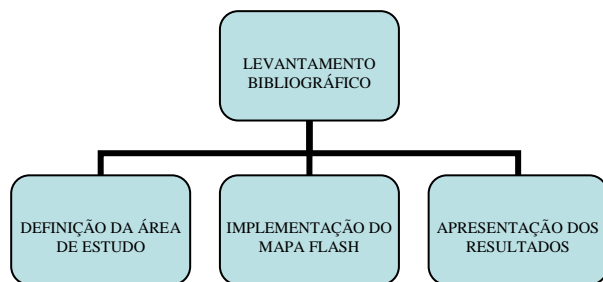 LEVANTAMENTO
BIBLIOGRÁFICO
DEFINIÇÃO DA ÁREA
DE ESTUDO
IMPLEMENTAÇÃO DO
MAPA FLASH
APRESENTAÇÃO DOS
RESULTADOS